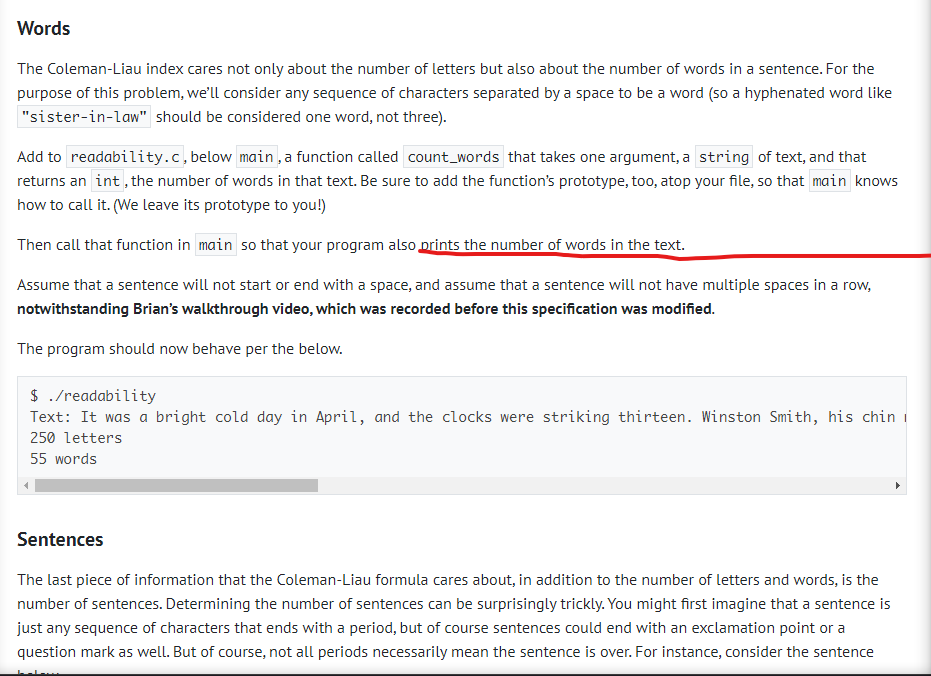 Words
The Coleman-Liau index cares not only about the number of letters but also about the number of words in a sentence. For the
purpose of this problem, we'll consider any sequence of characters separated by a space to be a word (so a hyphenated word like
"sister-in-law" should be considered one word, not three).
Add to readability.c, below main, a function called count_words that takes one argument, a string of text, and that
returns an int, the number of words in that text. Be sure to add the function's prototype, too, atop your file, so that main knows
how to call it. (We leave its prototype to you!)
Then call that function in main so that your program also prints the number of words in the text.
Assume that a sentence will not start or end with a space, and assume that a sentence will not have multiple spaces in a row,
notwithstanding Brian's walkthrough video, which was recorded before this specification was modified.
The program should now behave per the below.
$ ./readability
Text: It was a bright cold day in April, and the clocks were striking thirteen. Winston Smith, his chin
250 letters
55 words
Sentences
The last piece of information that the Coleman-Liau formula cares about, in addition to the number of letters and words, is the
number of sentences. Determining the number of sentences can be surprisingly trickly. You might first imagine that a sentence is
just any sequence of characters that ends with a period, but of course sentences could end with an exclamation point or a
question mark as well. But of course, not all periods necessarily mean the sentence is over. For instance, consider the sentence